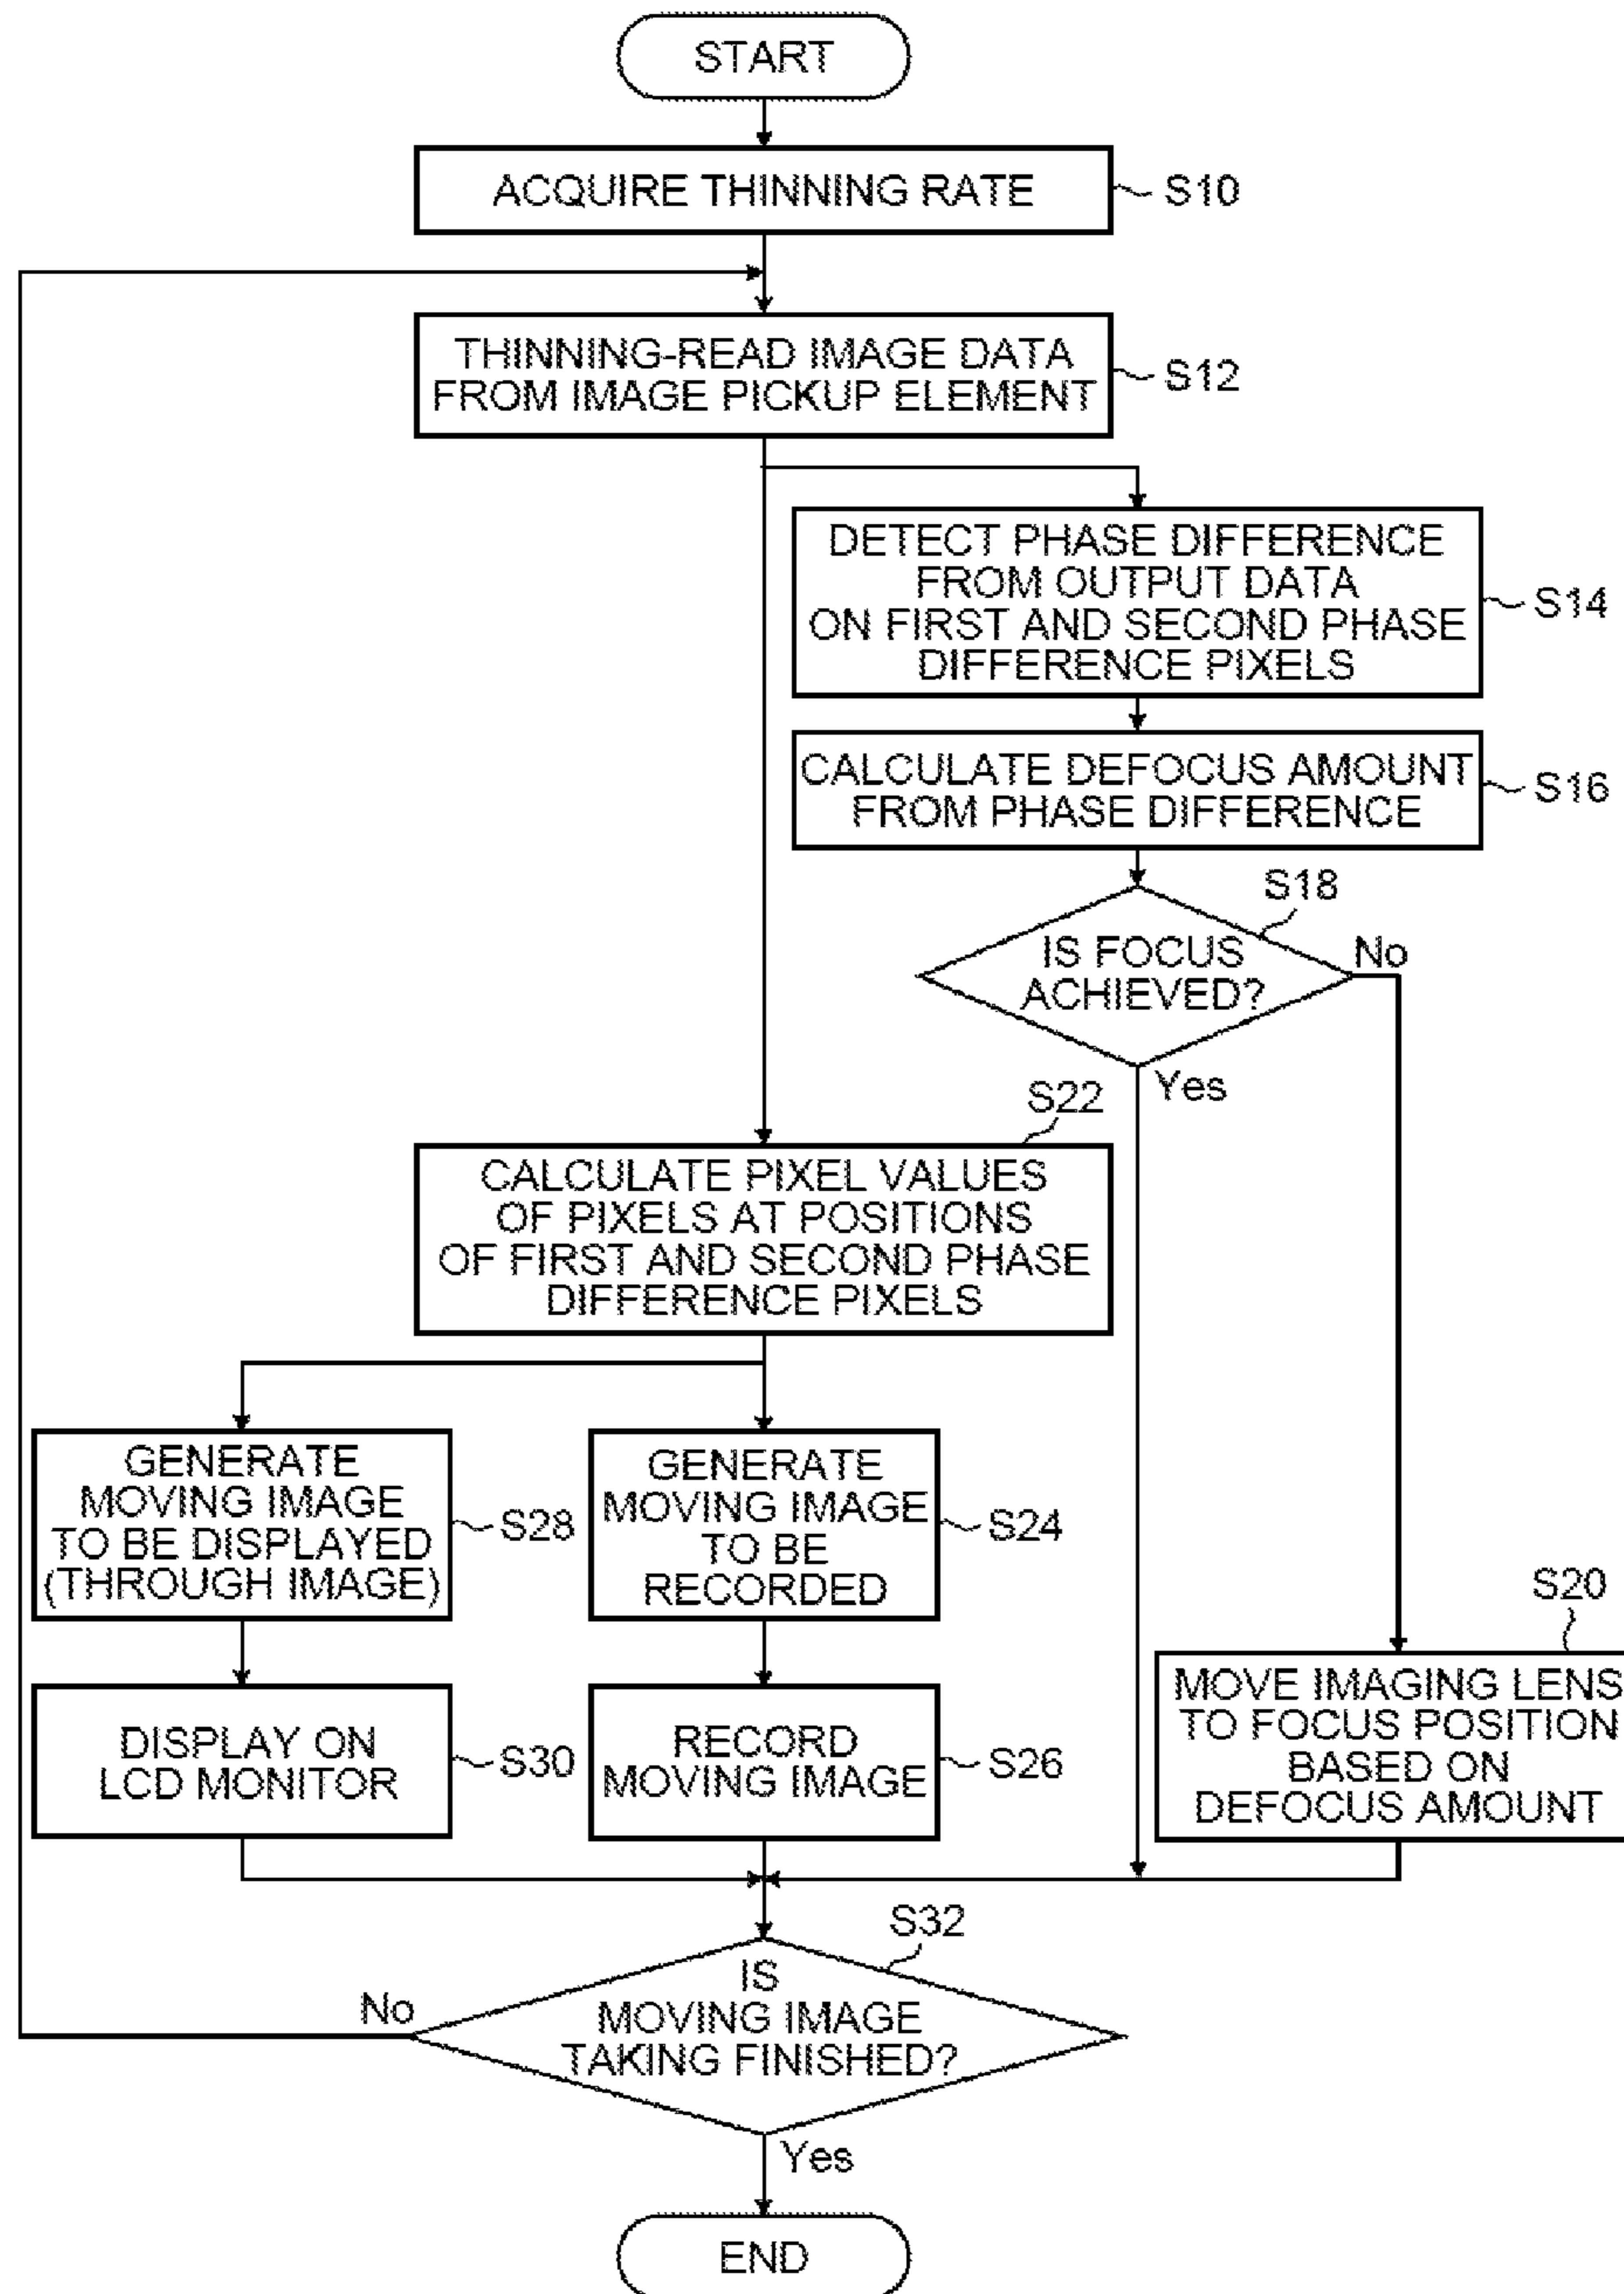 START
ACQUIRE THINNING RATE
S10
THINNING-READ IMAGE DATA
FROM IMAGE PICKUP ELEMENT
S12
DETECT PHASE DIFFERENCE
FROM OUTPUT DATA
ON FIRST AND SECOND PHASE
DIFFERENCE PIXELS
S14
CALCULATE DEFOCUS AMOUNT
FROM PHASE DIFFERENCE
S16
S18
IS FOCUS
ACHIEVED?
No
Yes
S22
CALCULATE PIXEL VALUES
OF PIXELS AT POSITIONS
OF FIRST AND SECOND PHASE
DIFFERENCE PIXELS
GENERATE
MOVING IMAGE
TO BE DISPLAYED
(THROUGH IMAGE)
S28
GENERATE
MOVING IMAGE
TO BE
RECORDED
S24
S20
MOVE IMAGING LENS
TO FOCUS POSITION
BASED ON
DEFOCUS AMOUNT
DISPLAY ON
LCD MONITOR
S30
RECORD
MOVING IMAGE
S26
S32
IS
MOVING IMAGE
TAKING FINISHED?
No
Yes
END